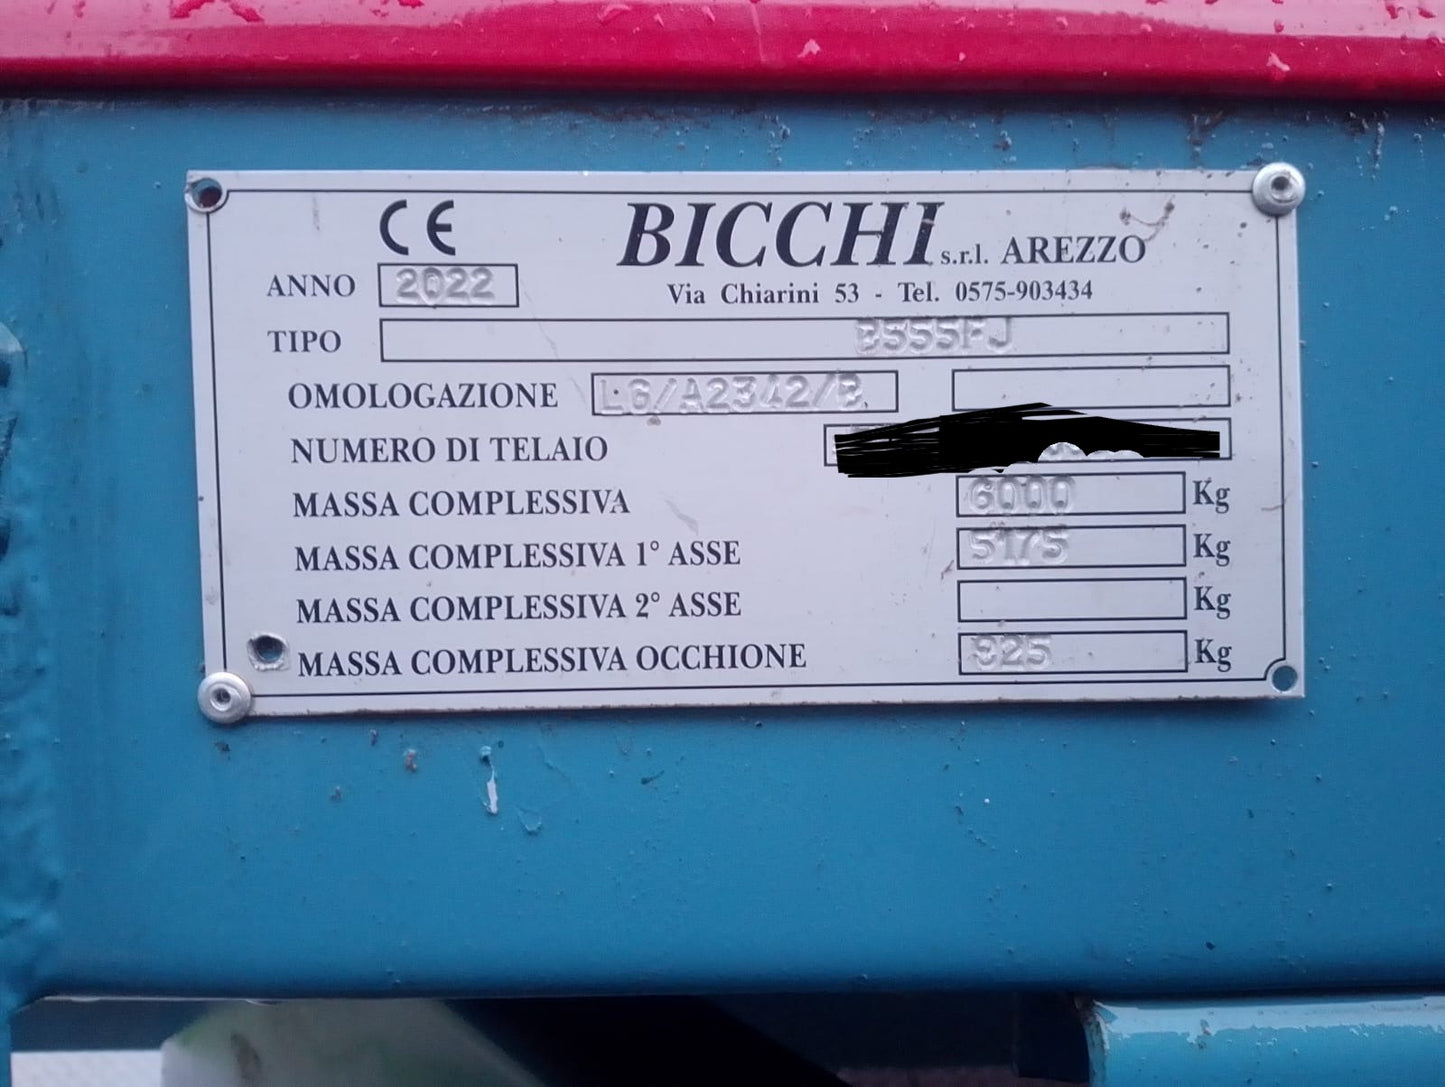 CE BICCHI s.r.l. AREZZO
Via Chiarini 53 - Tel. 0575-903434
ANNO 2022
TIPO B555FJ
OMOLOGAZIONE LG/A2342/B
NUMERO DI TELAIO
MASSA COMPLESSIVA 6000 Kg
MASSA COMPLESSIVA 1° ASSE 5175 Kg
MASSA COMPLESSIVA 2° ASSE Kg
MASSA COMPLESSIVA OCCHIONE 825 Kg